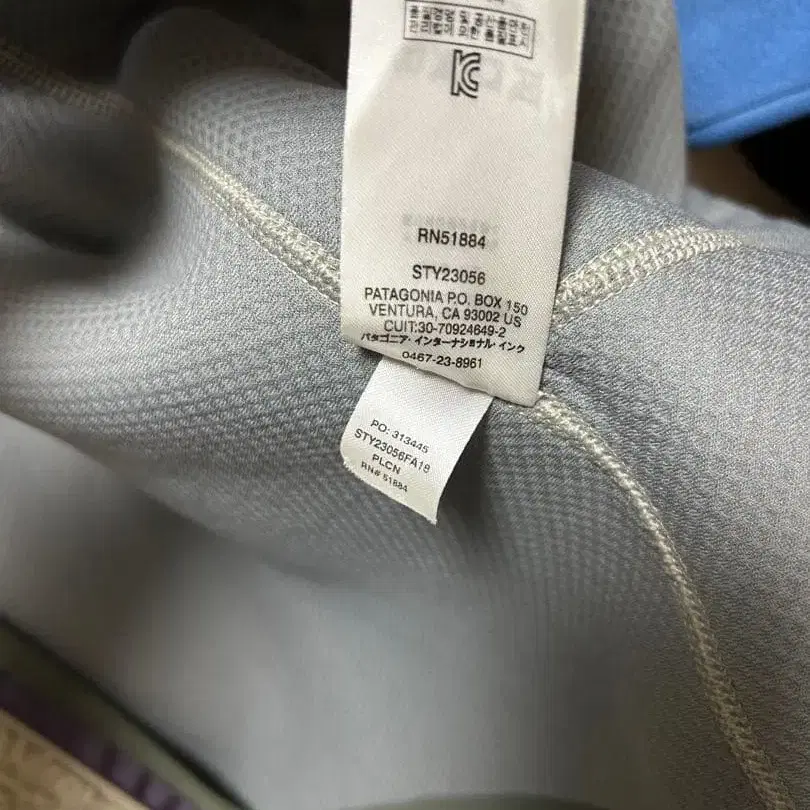 RN51884
STY23056
PATAGONIA P.O. BOX 150
VENTURA, CA 93002 US
CUIT:30-70924649-2
パタゴニア・インターナショナル・インク
0467-23-8961
PO: 313445
STY23056FA18
PLCN
RN# 51884